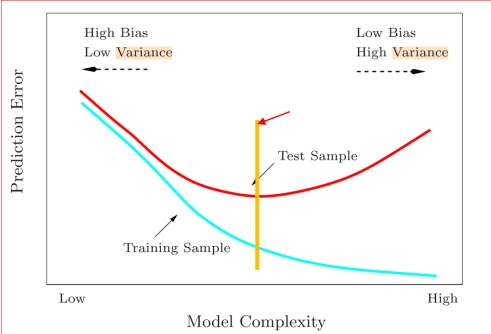 High Bias
Low Variance
Low Bias
High Variance
Prediction Error
Test Sample
Training Sample
Low
High
Model Complexity